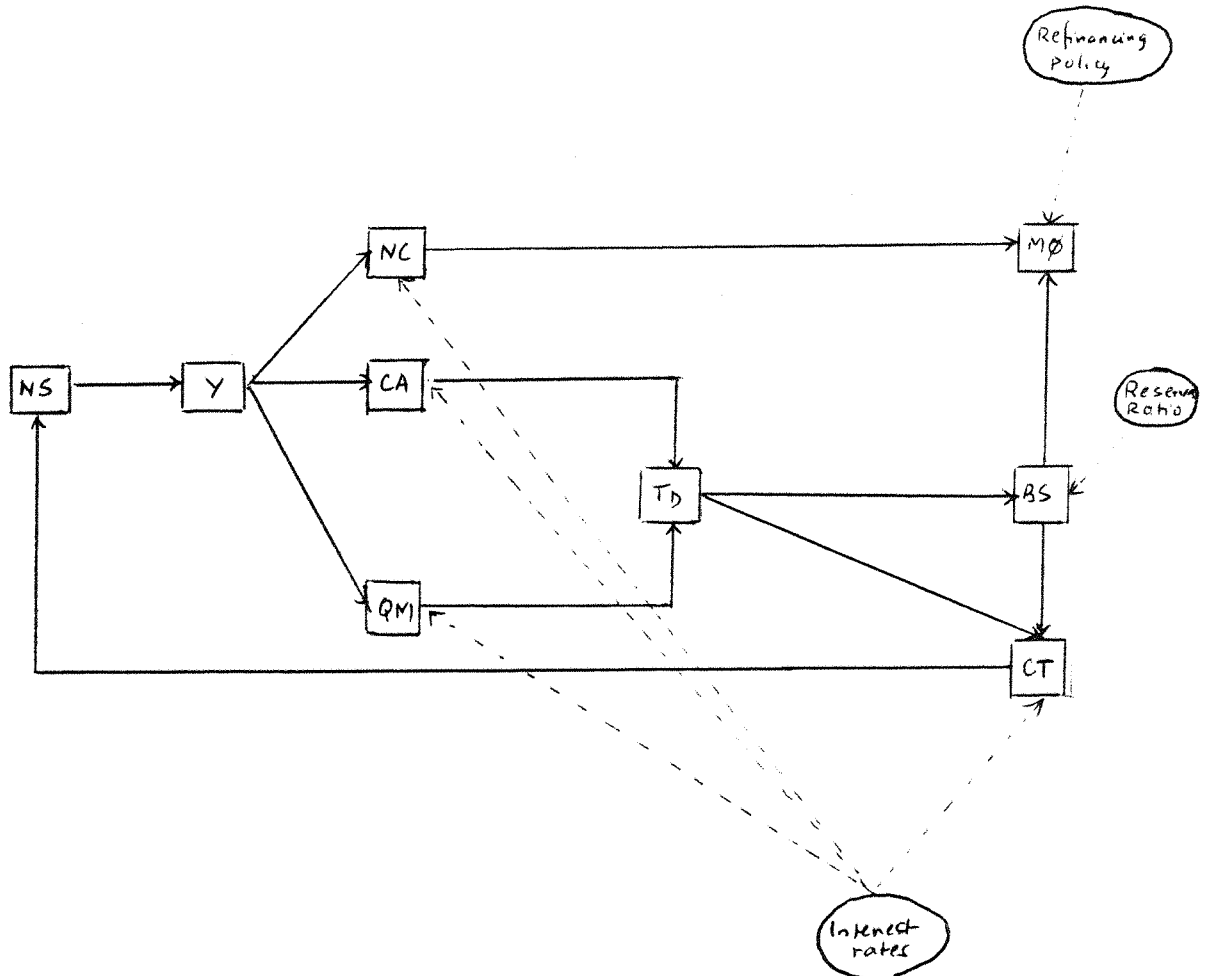 Refinancing
policy
NC
MØ
NS
Y
CA
Reserve
Ratio
TD
BS
QM
CT
Interest
rates